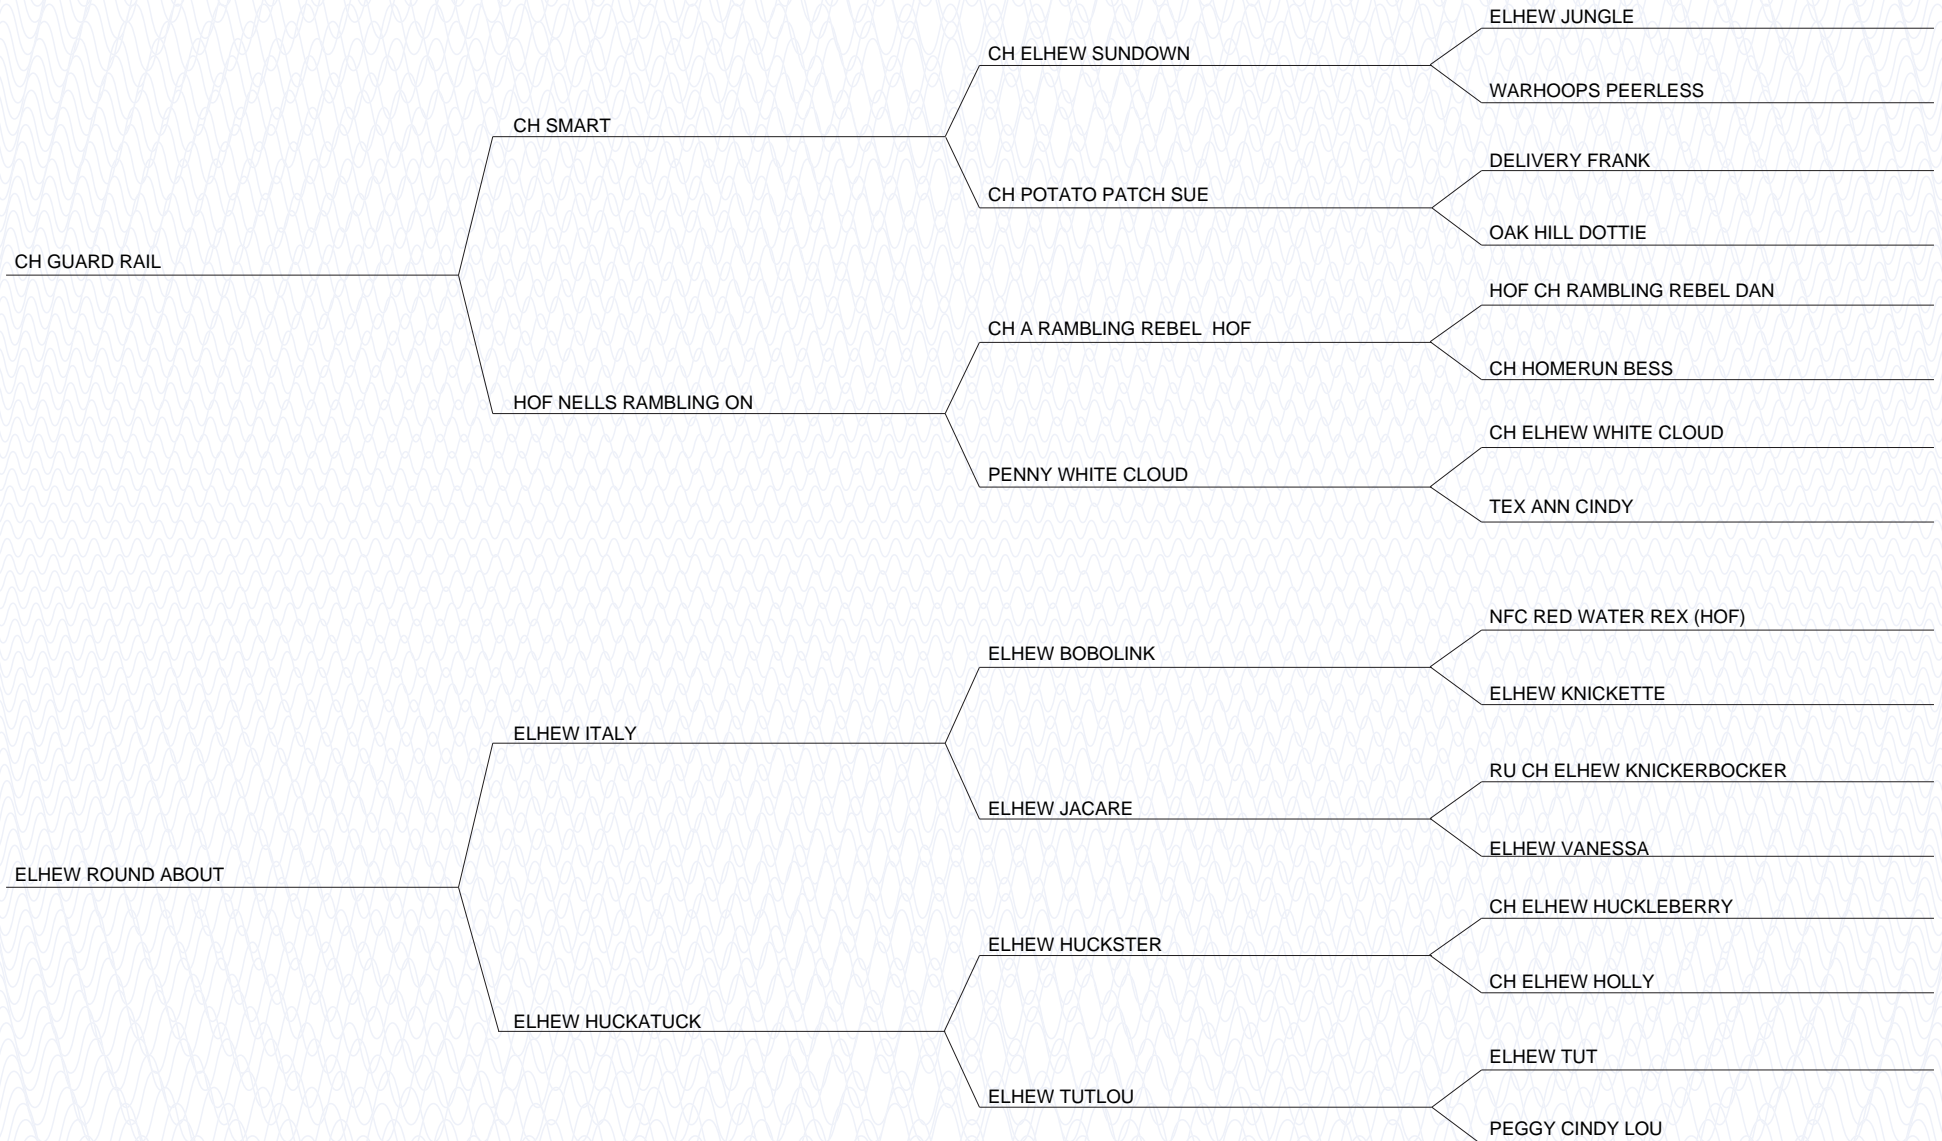 ELHEW JUNGLE
CH ELHEW SUNDOWN
WARHOOPS PEERLESS
CH SMART
DELIVERY FRANK
CH POTATO PATCH SUE
OAK HILL DOTTIE
CH GUARD RAIL
HOF CH RAMBLING REBEL DAN
CH A RAMBLING REBEL  HOF
CH HOMERUN BESS
HOF NELLS RAMBLING ON
CH ELHEW WHITE CLOUD
PENNY WHITE CLOUD
TEX ANN CINDY
NFC RED WATER REX (HOF)
ELHEW BOBOLINK
ELHEW KNICKETTE
ELHEW ITALY
RU CH ELHEW KNICKERBOCKER
ELHEW JACARE
ELHEW VANESSA
ELHEW ROUND ABOUT
CH ELHEW HUCKLEBERRY
ELHEW HUCKSTER
CH ELHEW HOLLY
ELHEW HUCKATUCK
ELHEW TUT
ELHEW TUTLOU
PEGGY CINDY LOU